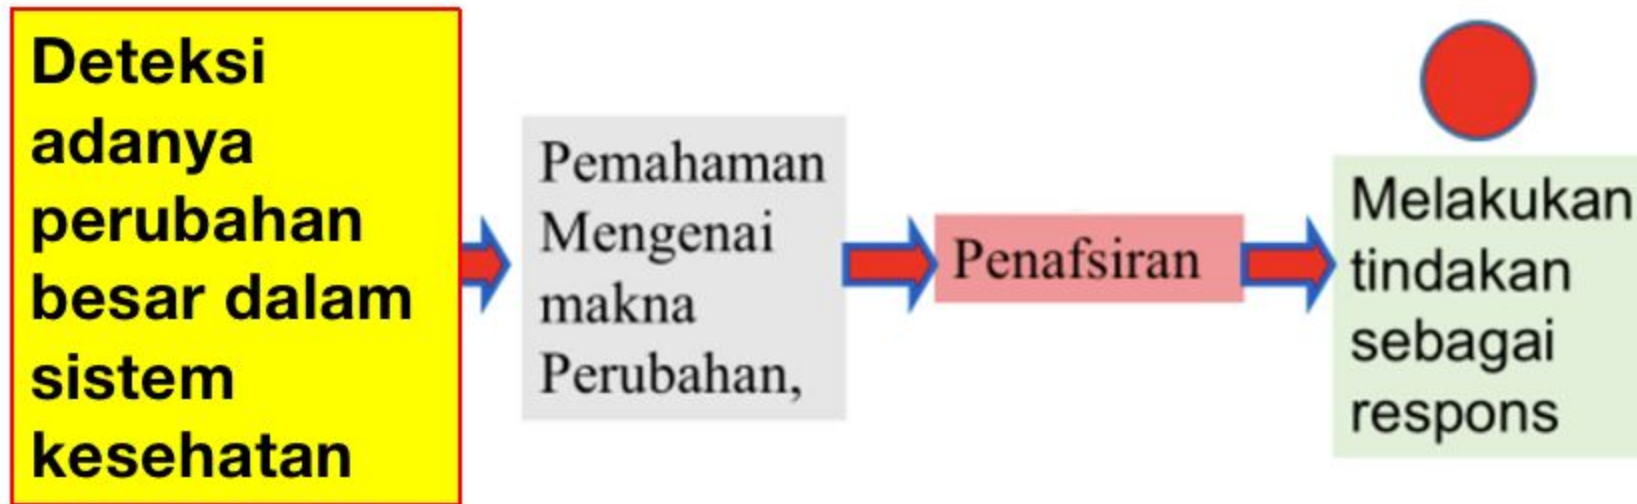 Deteksi
adanya
perubahan
besar dalam
sistem
kesehatan
Pemahaman
Mengenai
makna
Perubahan,
Penafsiran
Melakukan
tindakan
sebagai
respons